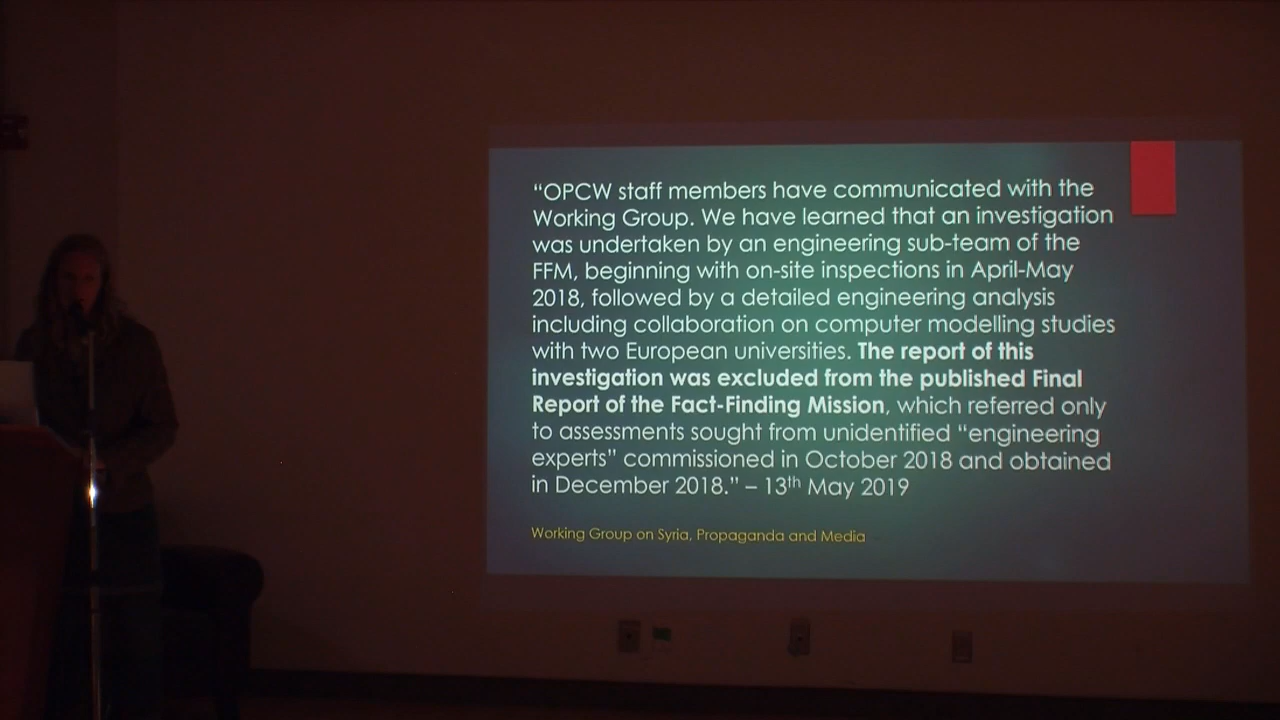 “OPCW staff members have communicated with the
Working Group. We have learned that an investigation
was undertaken by an engineering sub-team of the
FFM, beginning with on-site inspections in April-May
2018, followed by a detailed engineering analysis
including collaboration on computer modelling studies
with two European universities. The report of this
investigation was excluded from the published Final
Report of the Fact-Finding Mission, which referred only
to assessments sought from unidentified “engineering
experts” commissioned in October 2018 and obtained
in December 2018.” – 13th May 2019
Working Group on Syria, Propaganda and Media